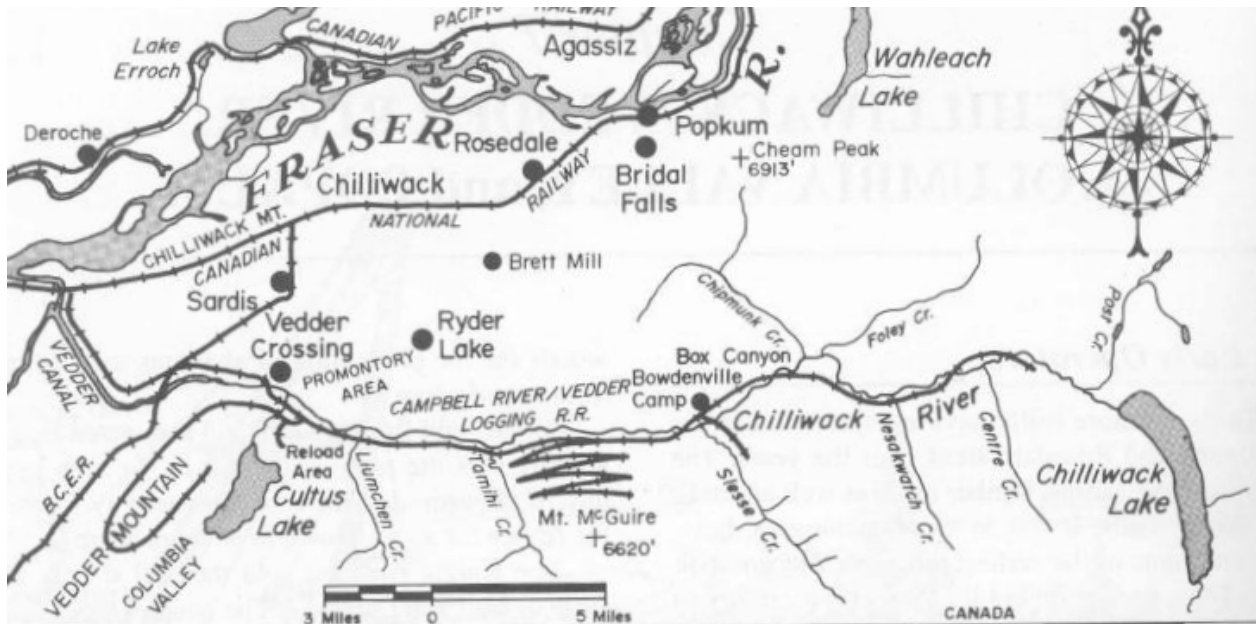 PACIFIC RAILWAY
CANADIAN
Agassiz
Lake
Erroch
Wahleach
Lake
Deroche
FRASER R.
Popkum
Rosedale
Cheam Peak
6913'
Chilliwack
RAILWAY
Bridal
Falls
CHILLIWACK MT.
NATIONAL
CANADIAN
Brett Mill
Sardis
Chipmunk Cr.
Foley Cr.
Post Cr.
Vedder
Crossing
Ryder
Lake
VEDDER
CANAL
PROMONTORY
AREA
Box Canyon
Bowdenville
Camp
CAMPBELL RIVER/VEDDER
LOGGING R.R.
Chilliwack River
Reload
Area
Liumchen Cr.
Tamihi Cr.
Slesse Cr.
Nesakwatch Cr.
Centre Cr.
Chilliwack
Lake
B.C.E.R.
VEDDER MOUNTAIN
Cultus
Lake
COLUMBIA
VALLEY
Mt. McGuire
6620'
3 Miles 0 5 Miles
CANADA